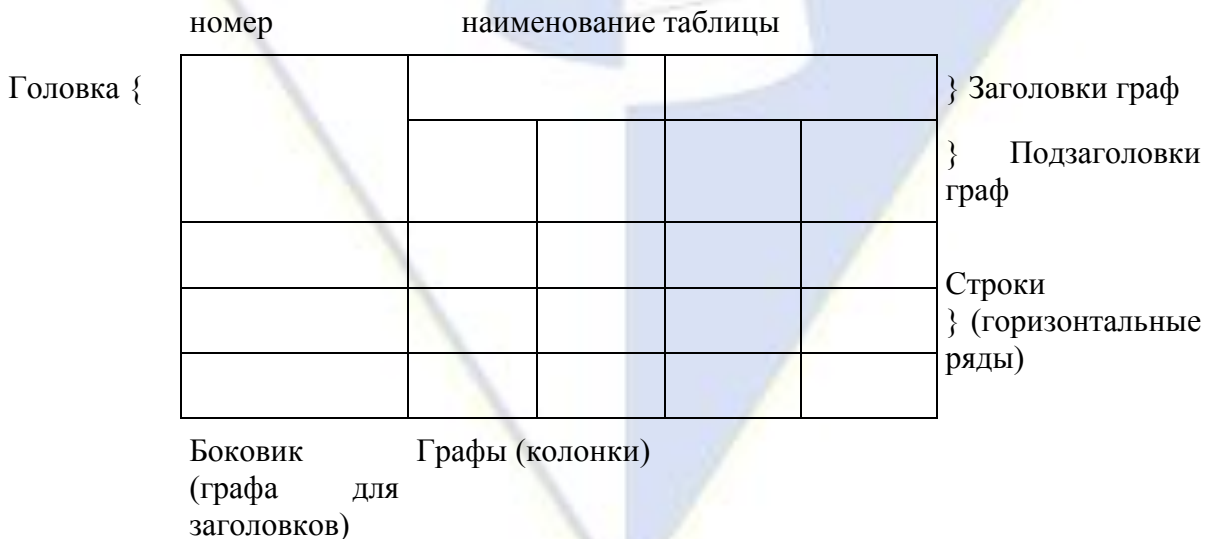 номер наименование таблицы
Головка { } Заголовки граф
} Подзаголовки
граф
Строки
} (горизонтальные
ряды)
Боковик Графы (колонки)
(графа для
заголовков)